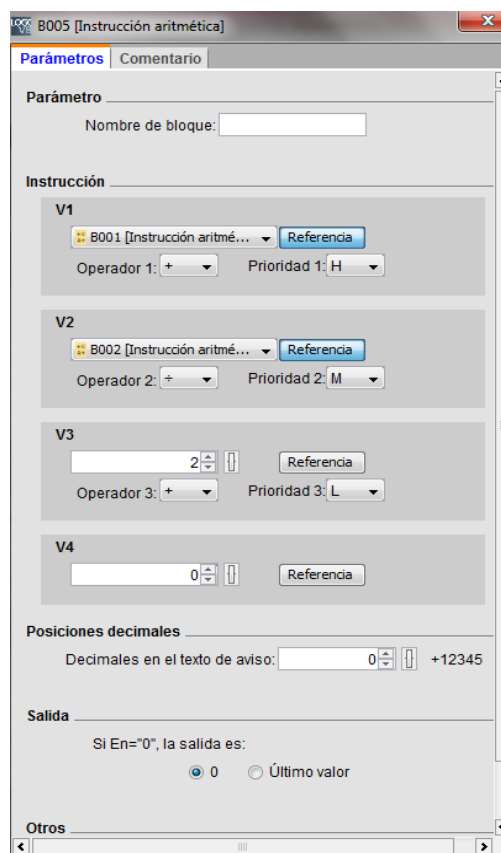 B005 [Instrucción aritmética]
Parámetros Comentario
Parámetro
Nombre de bloque:
Instrucción
V1
B001 [Instrucción aritmé... Referencia
Operador 1: + Prioridad 1: H
V2
B002 [Instrucción aritmé... Referencia
Operador 2: ÷ Prioridad 2: M
V3
2 Referencia
Operador 3: + Prioridad 3: L
V4
0 Referencia
Posiciones decimales
Decimales en el texto de aviso: 0 +12345
Salida
Si En="0", la salida es:
0 Último valor
Otros